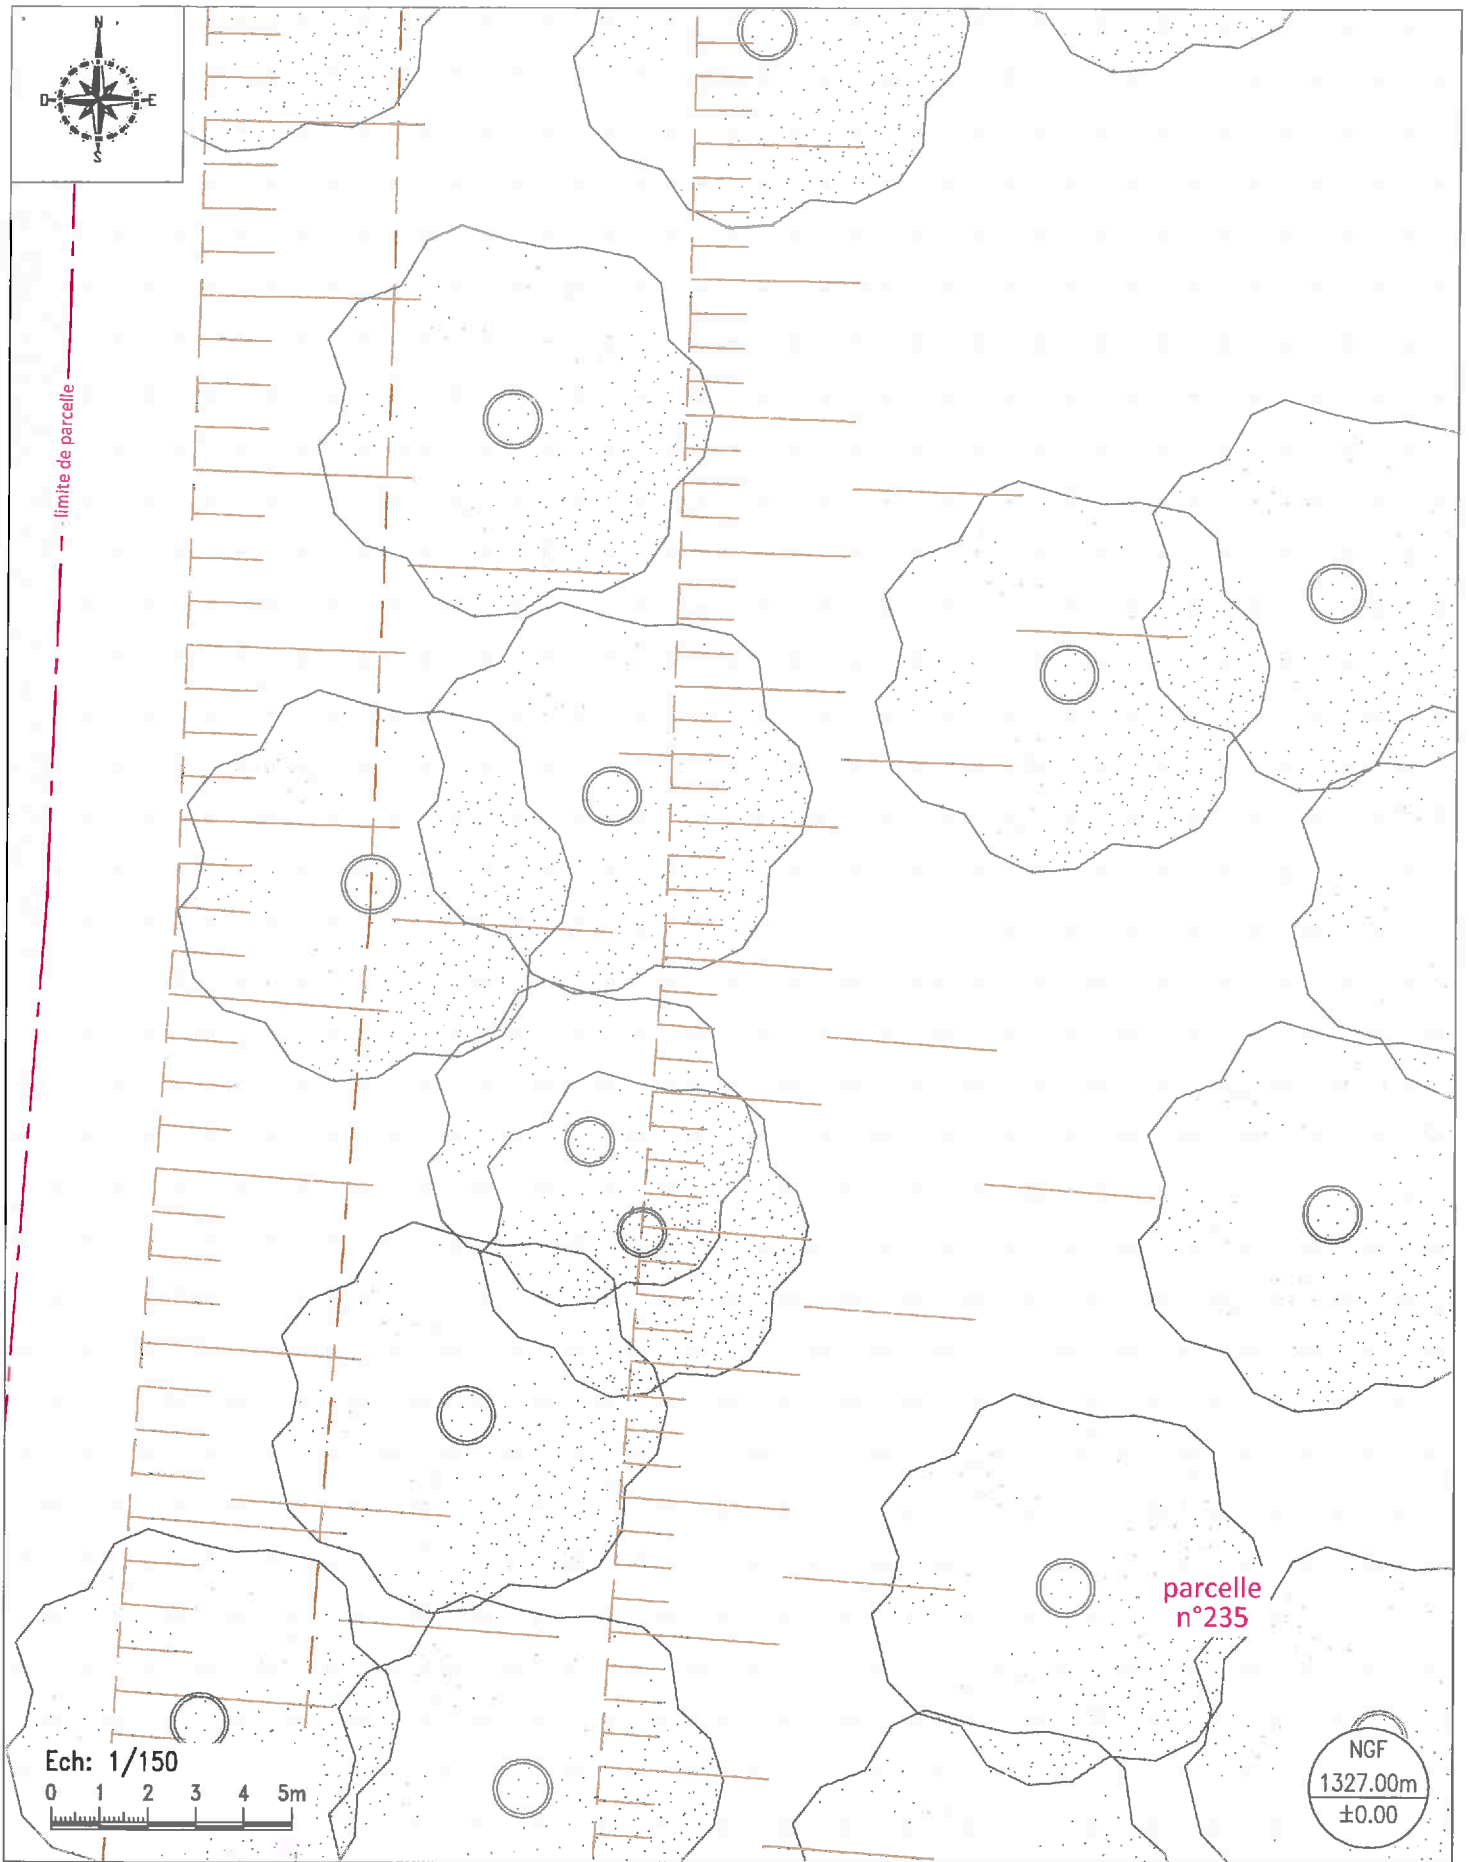 N
O E
S
limite de parcelle
parcelle
n°235
Ech: 1/150
0 1 2 3 4 5m
NGF
1327.00m
±0.00